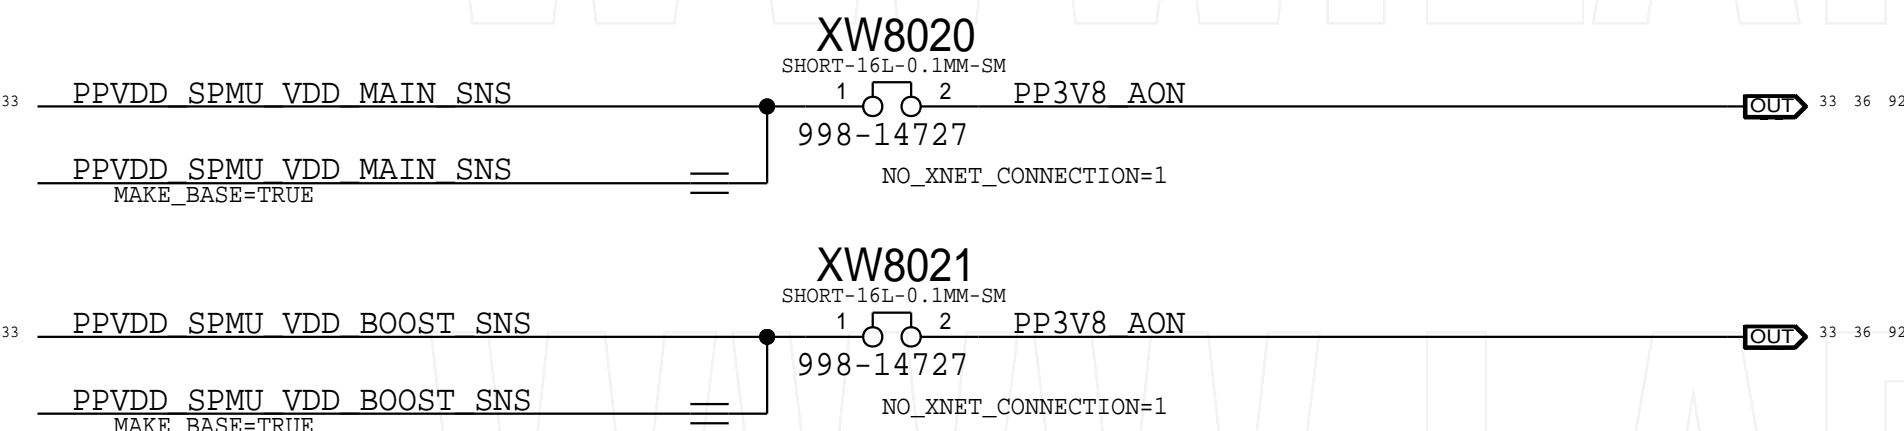 XW8020
SHORT-16L-0.1MM-SM
33 PPVDD_SPMU_VDD_MAIN_SNS 1 2 PP3V8_AON OUT 33 36 92
998-14727
PPVDD_SPMU_VDD_MAIN_SNS NO_XNET_CONNECTION=1
MAKE_BASE=TRUE
XW8021
SHORT-16L-0.1MM-SM
33 PPVDD_SPMU_VDD_BOOST_SNS 1 2 PP3V8_AON OUT 33 36 92
998-14727
PPVDD_SPMU_VDD_BOOST_SNS NO_XNET_CONNECTION=1
MAKE_BASE=TRUE